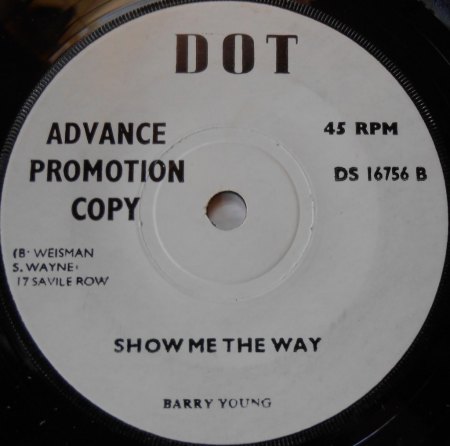 DOT
ADVANCE
PROMOTION
COPY
45 RPM
DS 16756 B
(B· WEISMAN
S. WAYNE)
17 SAVILE ROW
SHOW ME THE WAY
BARRY YOUNG